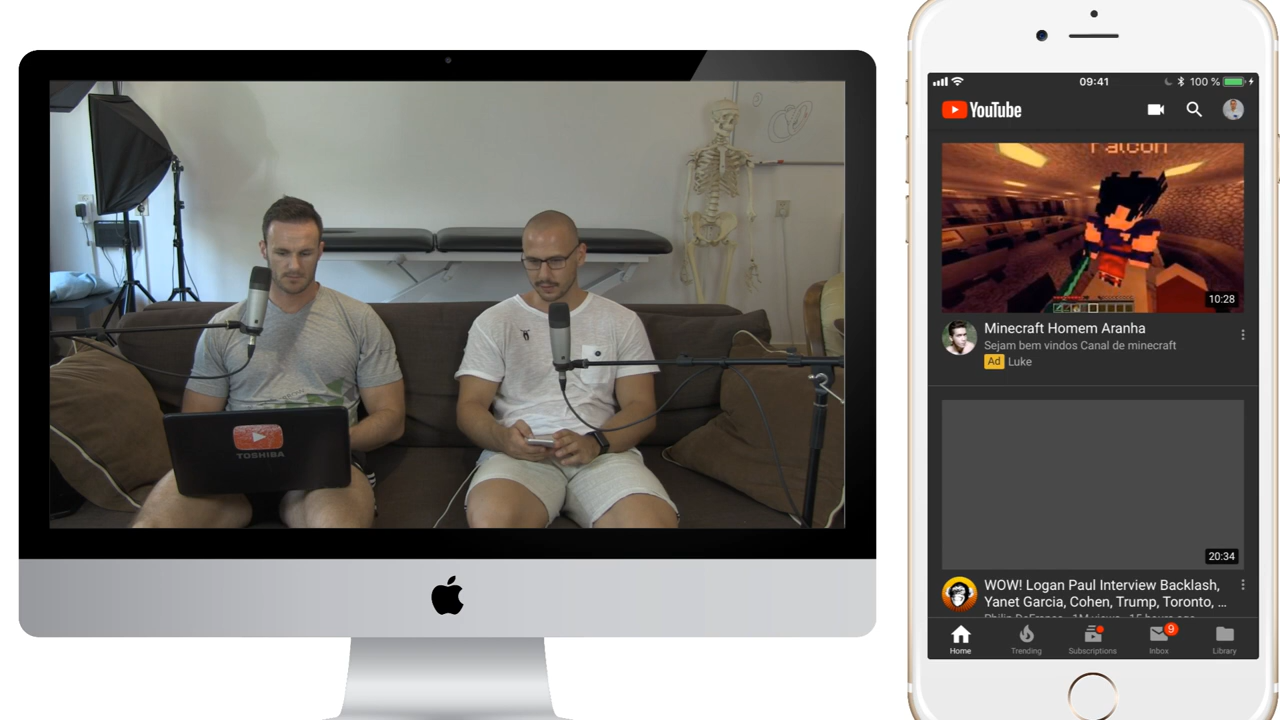 TOSHIBA
09:41
100 %
YouTube
Falcon
10:28
Minecraft Homem Aranha
Sejam bem vindos Canal de minecraft
Ad Luke
20:34
WOW! Logan Paul Interview Backlash,
Yanet Garcia, Cohen, Trump, Toronto, ...
Home
Trending
Subscriptions
9
Inbox
Library